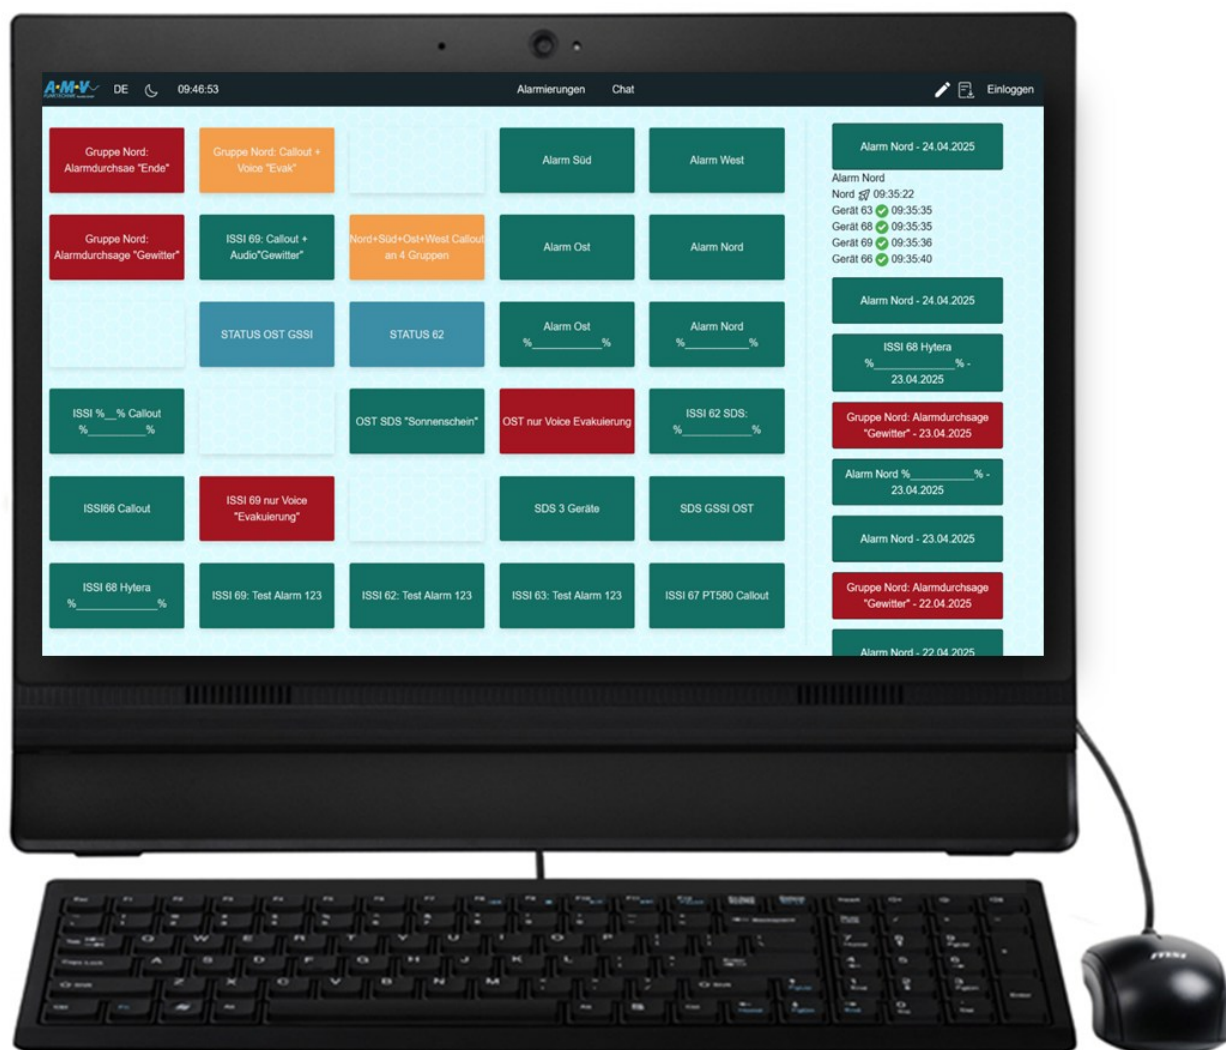 A·M·V
DE
09:46:53
Alarmierungen
Chat
Einloggen
Gruppe Nord:
Alarmdurchsae "Ende"
Gruppe Nord: Callout +
Voice "Evak"
Alarm Süd
Alarm West
Gruppe Nord:
Alarmdurchsage "Gewitter"
ISSI 69: Callout +
Audio"Gewitter"
Nord+Süd+Ost+West Callout
an 4 Gruppen
Alarm Ost
Alarm Nord
STATUS OST GSSI
STATUS 62
Alarm Ost
%____________%
Alarm Nord
%___________%
ISSI %__% Callout
%__________%
OST SDS "Sonnenschein"
OST nur Voice Evakuierung
ISSI 62 SDS:
%____________%
ISSI66 Callout
ISSI 69 nur Voice
"Evakuierung"
SDS 3 Geräte
SDS GSSI OST
ISSI 68 Hytera
%______________%
ISSI 69: Test Alarm 123
ISSI 62: Test Alarm 123
ISSI 63: Test Alarm 123
ISSI 67 PT580 Callout
Alarm Nord - 24.04.2025
Alarm Nord
Nord 09:35:22
Gerät 63 09:35:35
Gerät 68 09:35:35
Gerät 69 09:35:36
Gerät 66 09:35:40
Alarm Nord - 24.04.2025
ISSI 68 Hytera
%______________% -
23.04.2025
Gruppe Nord: Alarmdurchsage
"Gewitter" - 23.04.2025
Alarm Nord %___________% -
23.04.2025
Alarm Nord - 23.04.2025
Gruppe Nord: Alarmdurchsage
"Gewitter" - 22.04.2025
Alarm Nord - 22.04.2025
Q W E R T Y U I O P
A S D F G H J K L
Z X C V B N M
msi